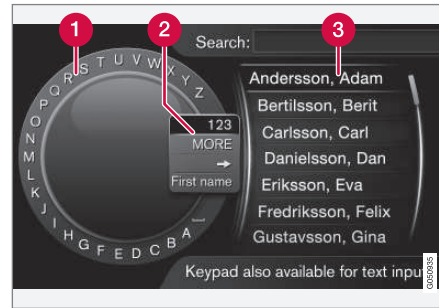 1
2
3
Search:
A B C D E F G H I J K L M N O P Q R S T U V W X Y Z
123
MORE
First name
Andersson, Adam
Bertilsson, Berit
Carlsson, Carl
Danielsson, Dan
Eriksson, Eva
Fredriksson, Felix
Gustavsson, Gina
Keypad also available for text input
G050935